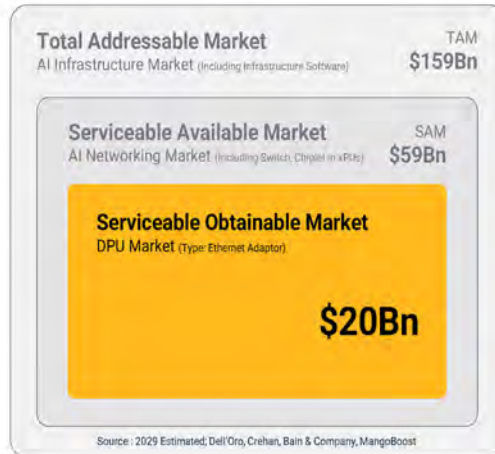 Total Addressable Market
TAM
AI Infrastructure Market (Including Infrastructure Software)
$159Bn
Serviceable Available Market
SAM
AI Networking Market (Including Switch, Chiplet in xPUs)
$59Bn
Serviceable Obtainable Market
DPU Market (Type: Ethernet Adaptor)
$20Bn
Source : 2029 Estimated; Dell'Oro, Crehan, Bain & Company, MangoBoost